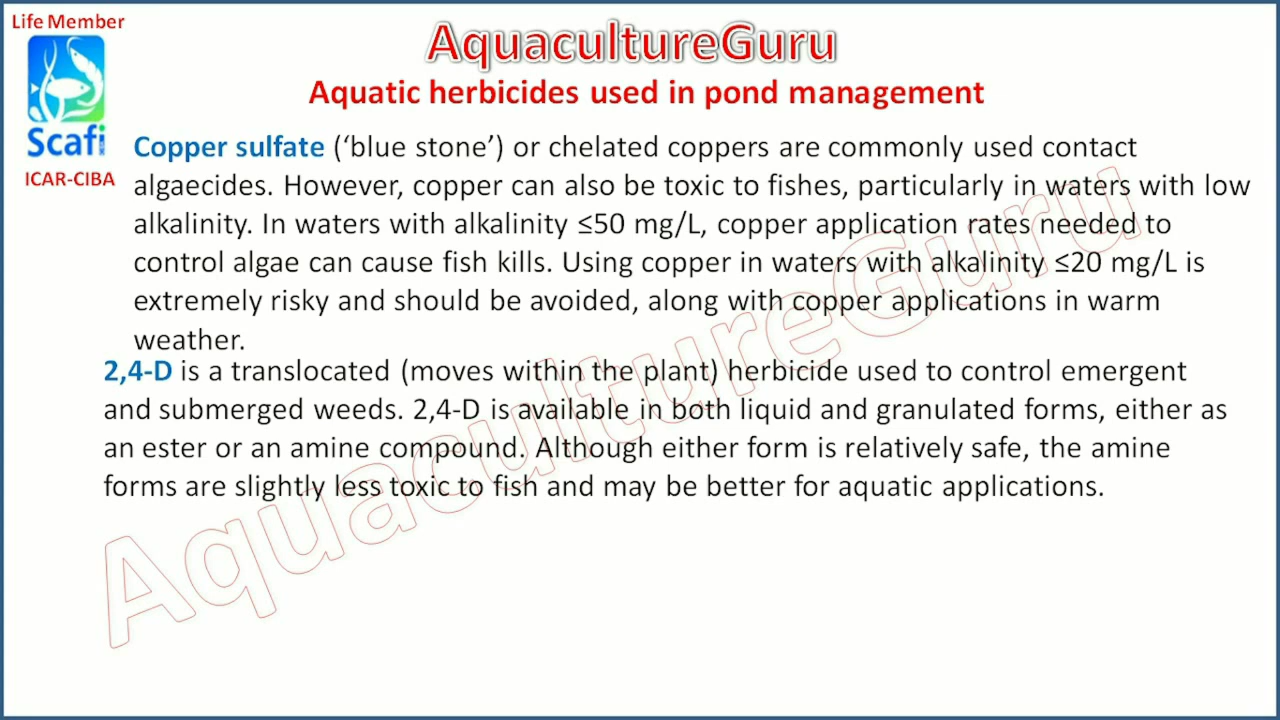 Life Member
AquacultureGuru
Aquatic herbicides used in pond management
Scafi
ICAR-CIBA
Copper sulfate (‘blue stone’) or chelated coppers are commonly used contact
algaecides. However, copper can also be toxic to fishes, particularly in waters with low
alkalinity. In waters with alkalinity ≤50 mg/L, copper application rates needed to
control algae can cause fish kills. Using copper in waters with alkalinity ≤20 mg/L is
extremely risky and should be avoided, along with copper applications in warm
weather.
2,4-D is a translocated (moves within the plant) herbicide used to control emergent
and submerged weeds. 2,4-D is available in both liquid and granulated forms, either as
an ester or an amine compound. Although either form is relatively safe, the amine
forms are slightly less toxic to fish and may be better for aquatic applications.
AquacultureGuru